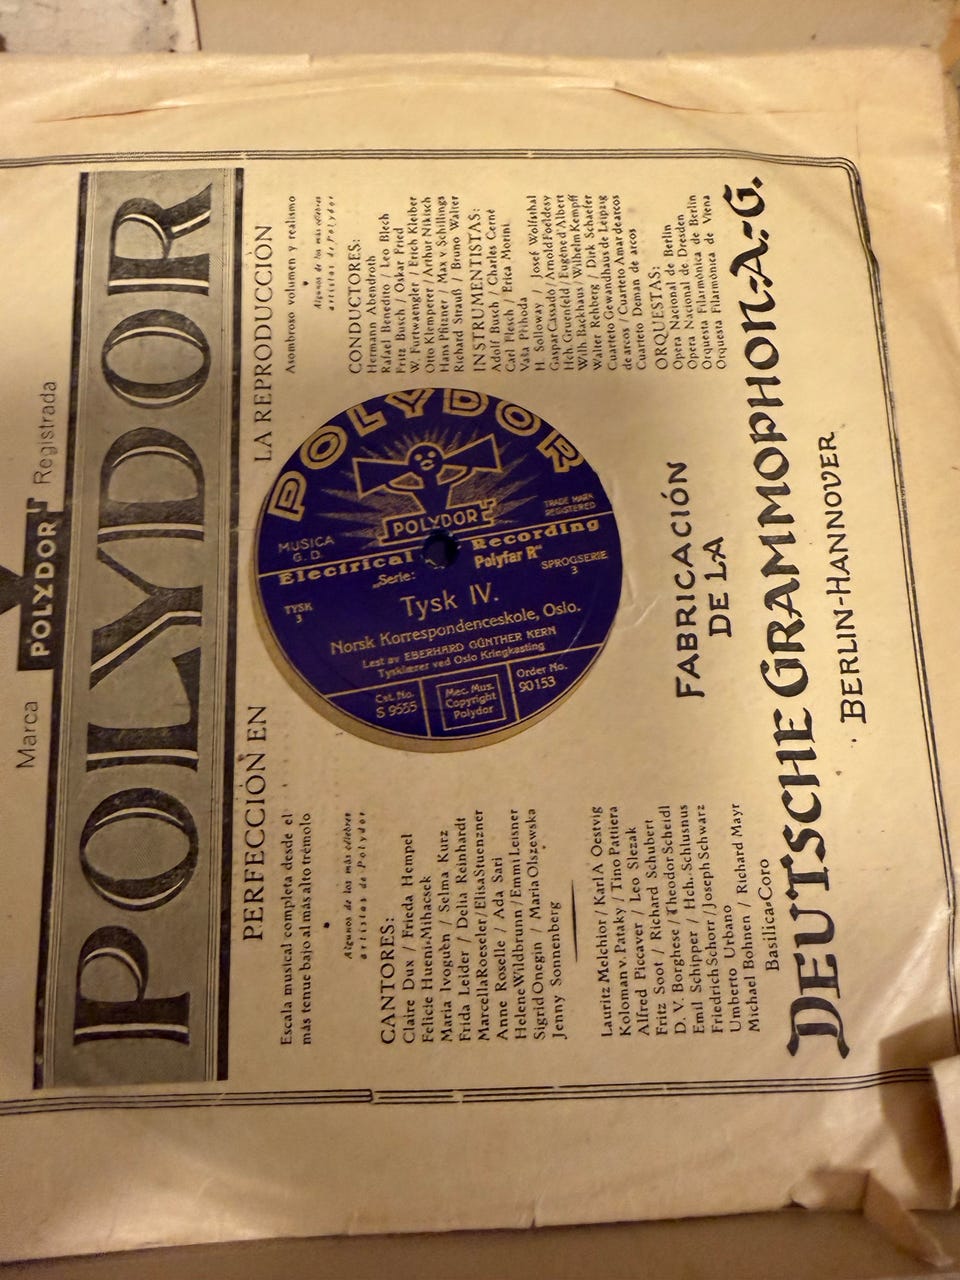 Marca POLYDOR Registrada
POLYDOR
PERFECCIÓN EN LA REPRODUCCIÓN
Escala musical completa desde el
más tenue bajo al más alto trémolo
Algunos de los más célebres
artistas de Polydor
CANTORES:
Claire Dux / Frieda Hempel
Felicie Hueni-Mihacsek
Maria Ivoguen / Selma Kurz
Frida Leider / Delia Reinhardt
Marcella Roeseler / Elisa Stuenzner
Anne Roselle / Ada Sari
Helene Wildbrunn / Emmi Leisner
Sigrid Onegin / Maria Olszewska
Jenny Sonnenberg
Lauritz Melchior / Karl A Oestvig
Koloman v. Pataky / Tino Pattiera
Alfred Piccaver / Leo Slezak
Fritz Soot / Richard Schubert
D. V. Borghese / Theodor Scheidl
Emil Schipper / Hch. Schlusnus
Friedrich Schorr / Joseph Schwarz
Umberto Urbano
Michael Bohnen / Richard Mayr
Basilica-Coro
Asombroso volumen y realismo
Algunos de los más célebres
artistas de Polydor
CONDUCTORES:
Hermann Abendroth
Rafael Benedito / Leo Blech
Fritz Busch / Oskar Fried
W. Furtwaengler / Erich Kleiber
Otto Klemperer / Arthur Nikisch
Hans Pfitzner / Max v Schillings
Richard Strauß / Bruno Walter
INSTRUMENTISTAS:
Adolf Busch / Charles Cerné
Carl Flesch / Erica Morini
Vaša Příhoda
H. Solloway / Josef Wolfsthal
Gaspar Cassado / Arnold Foeldesy
Hch. Gruenfeld / Eugène d'Albert
Wilh. Backhaus / Wilhelm Kempff
Walter Rehberg / Dirk Schaefer
Cuarteto Gewandhaus de Leipzig
de arcos / Cuarteto Amar de arcos
Cuarteto Deman de arcos
ORQUESTAS:
Opera Nacional de Berlin
Opera Nacional de Dresden
Orquesta Filarmónica de Berlin
Orquesta Filarmónica de Viena
POLYDOR
POLYDOR
MUSICA
G. D.
TRADE MARK
REGISTERED
Electrical Recording
„Serie: Polyfar R"
SPROGSERIE
3
TYSK
3
Tysk IV.
Norsk Korrespondenceskole, Oslo.
Lest av EBERHARD GÜNTHER KERN
Tysklærer ved Oslo Kringkasting
Cat. No.
S 9555
Mec. Mus.
Copyright
Polydor
Order No.
90153
FABRICACIÓN
DE LA
DEUTSCHE GRAMMOPHON-A-G.
BERLIN-HANNOVER